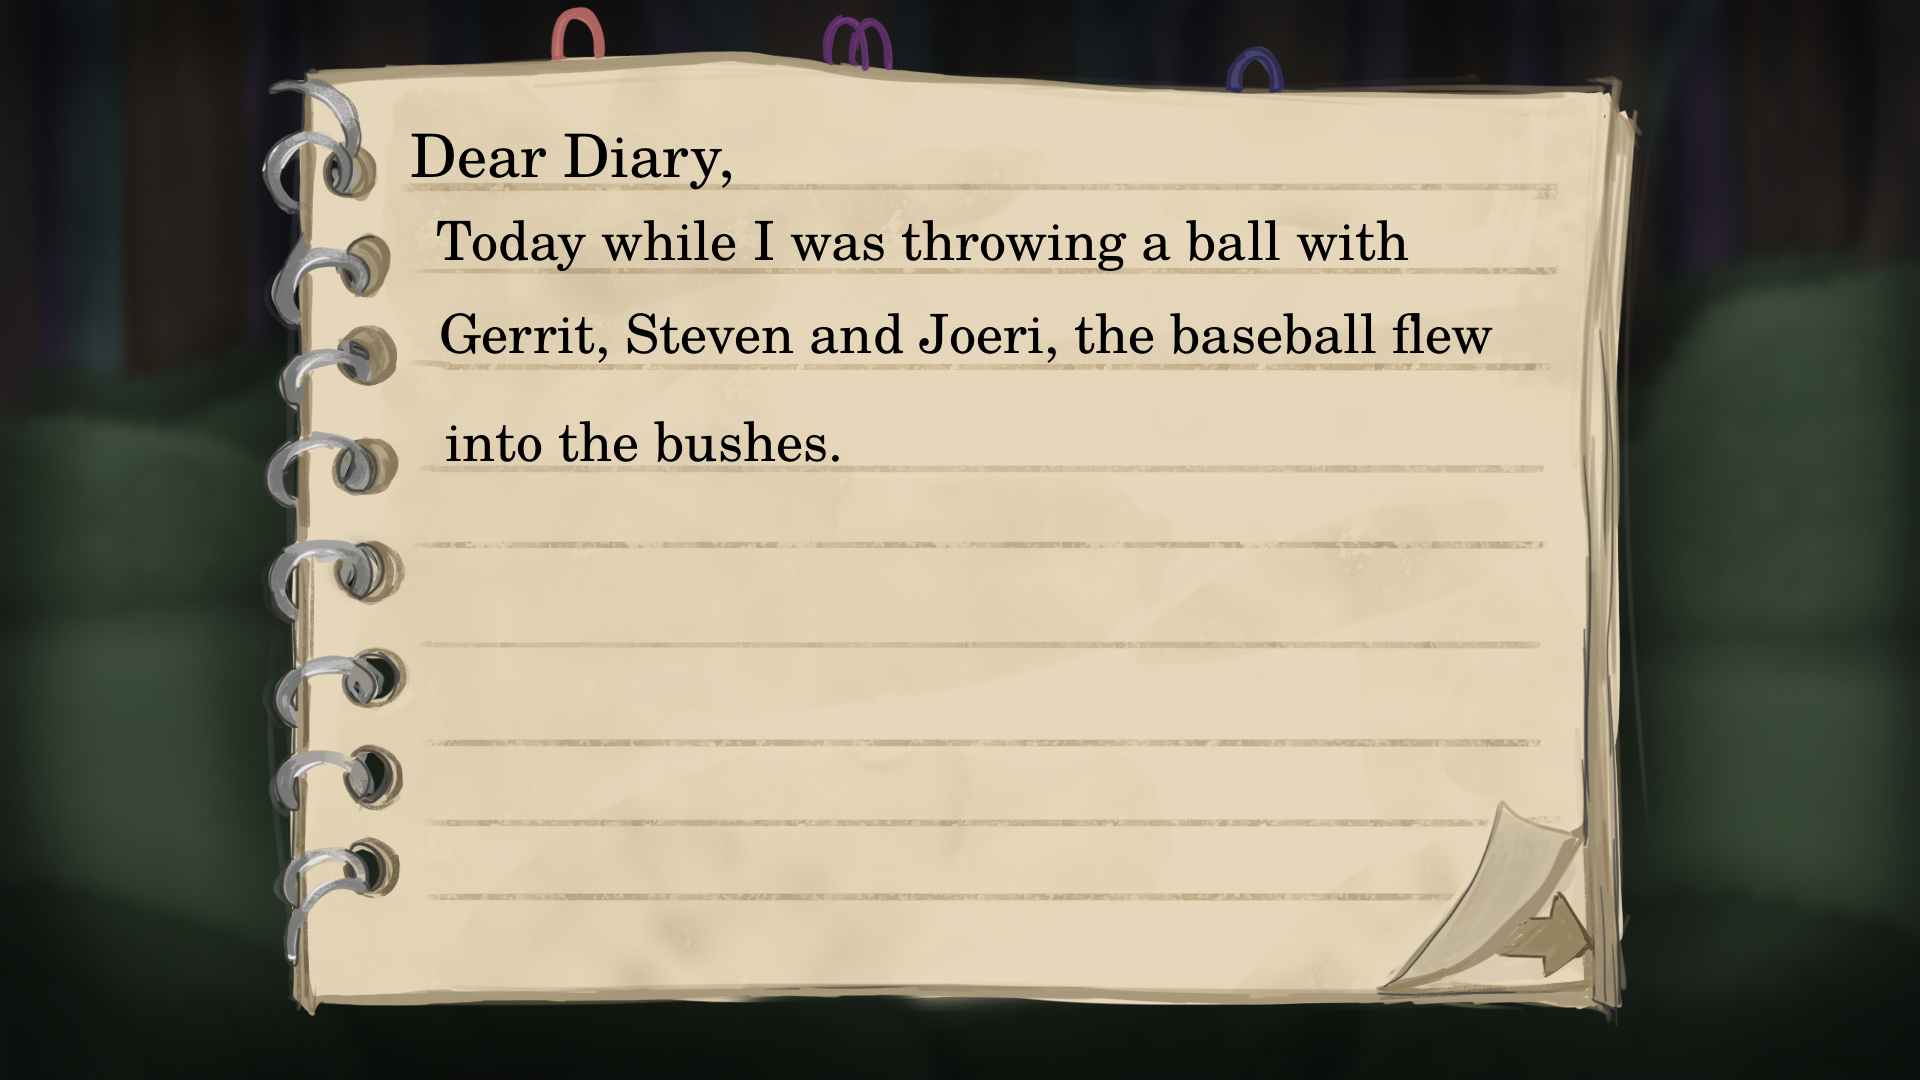 Dear Diary,
Today while I was throwing a ball with
Gerrit, Steven and Joeri, the baseball flew
into the bushes.